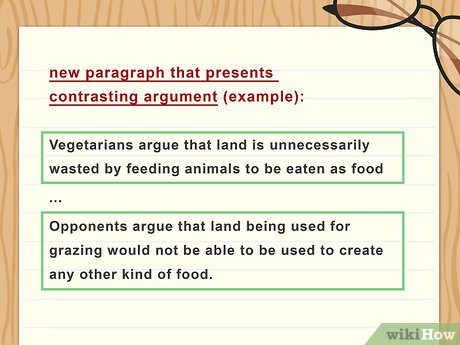 new paragraph that presents
contrasting argument (example):
Vegetarians argue that land is unnecessarily
wasted by feeding animals to be eaten as food
...
Opponents argue that land being used for
grazing would not be able to be used to create
any other kind of food.
wikiHow